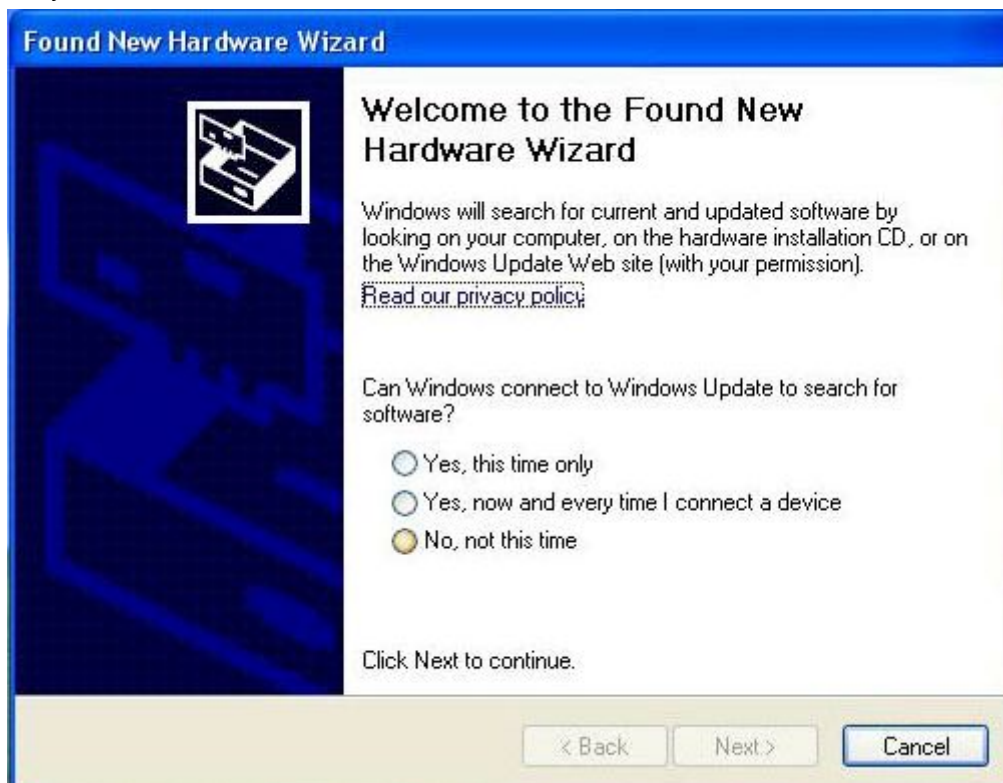 Found New Hardware Wizard
Welcome to the Found New
Hardware Wizard
Windows will search for current and updated software by
looking on your computer, on the hardware installation CD, or on
the Windows Update Web site (with your permission).
Read our privacy policy
Can Windows connect to Windows Update to search for
software?
Yes, this time only
Yes, now and every time I connect a device
No, not this time
Click Next to continue.
< Back
Next >
Cancel